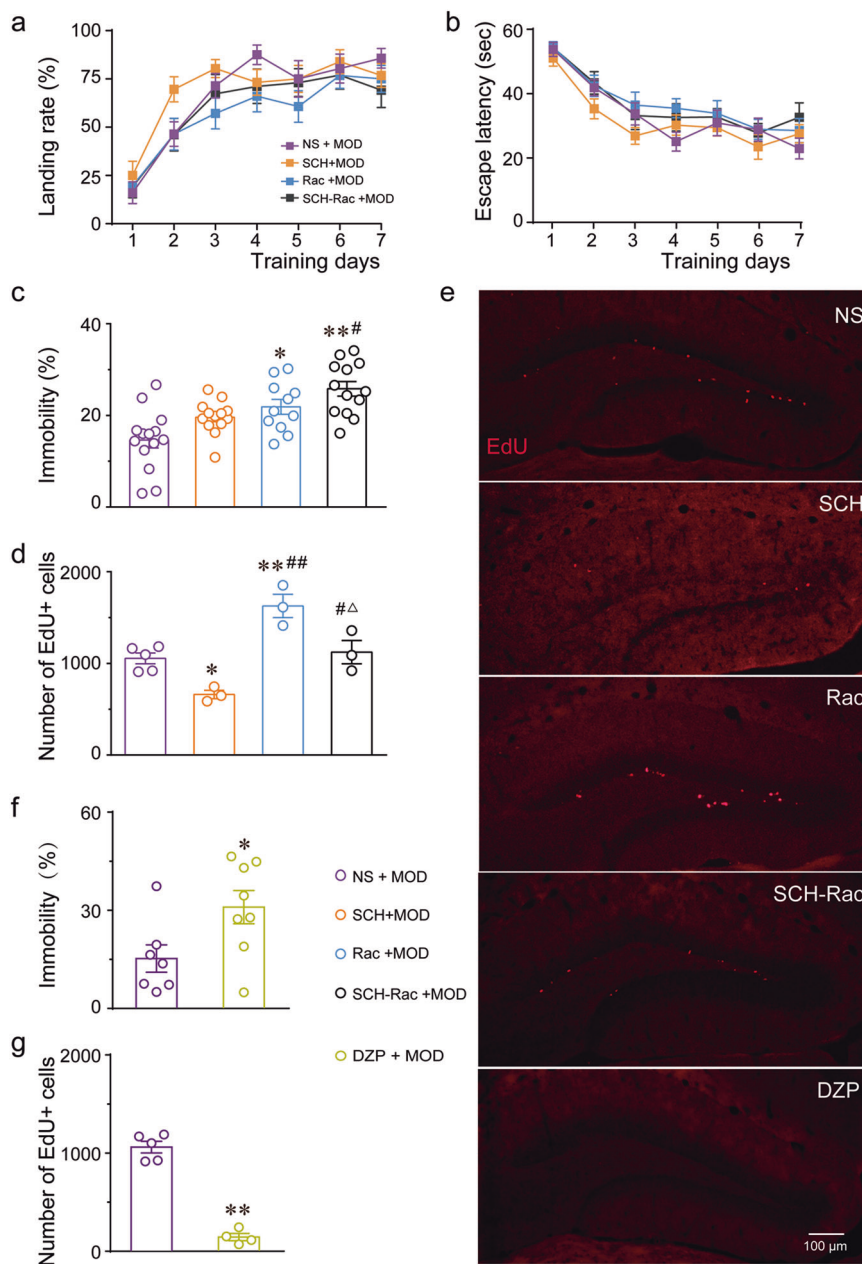 a
Landing rate (%)
100
75
50
25
0
NS + MOD
SCH+MOD
Rac +MOD
SCH-Rac +MOD
1 2 3 4 5 6 7
Training days
b
Escape latency (sec)
60
40
20
0
1 2 3 4 5 6 7
Training days
c
Immobility (%)
40
20
0
*
**#
d
Number of EdU+ cells
2000
1000
0
*
**##
#△
e
NS
EdU
SCH
Rac
SCH-Rac
DZP
100 μm
f
Immobility (%)
60
30
0
*
NS + MOD
SCH+MOD
Rac +MOD
SCH-Rac +MOD
DZP + MOD
g
Number of EdU+ cells
2000
1000
0
**